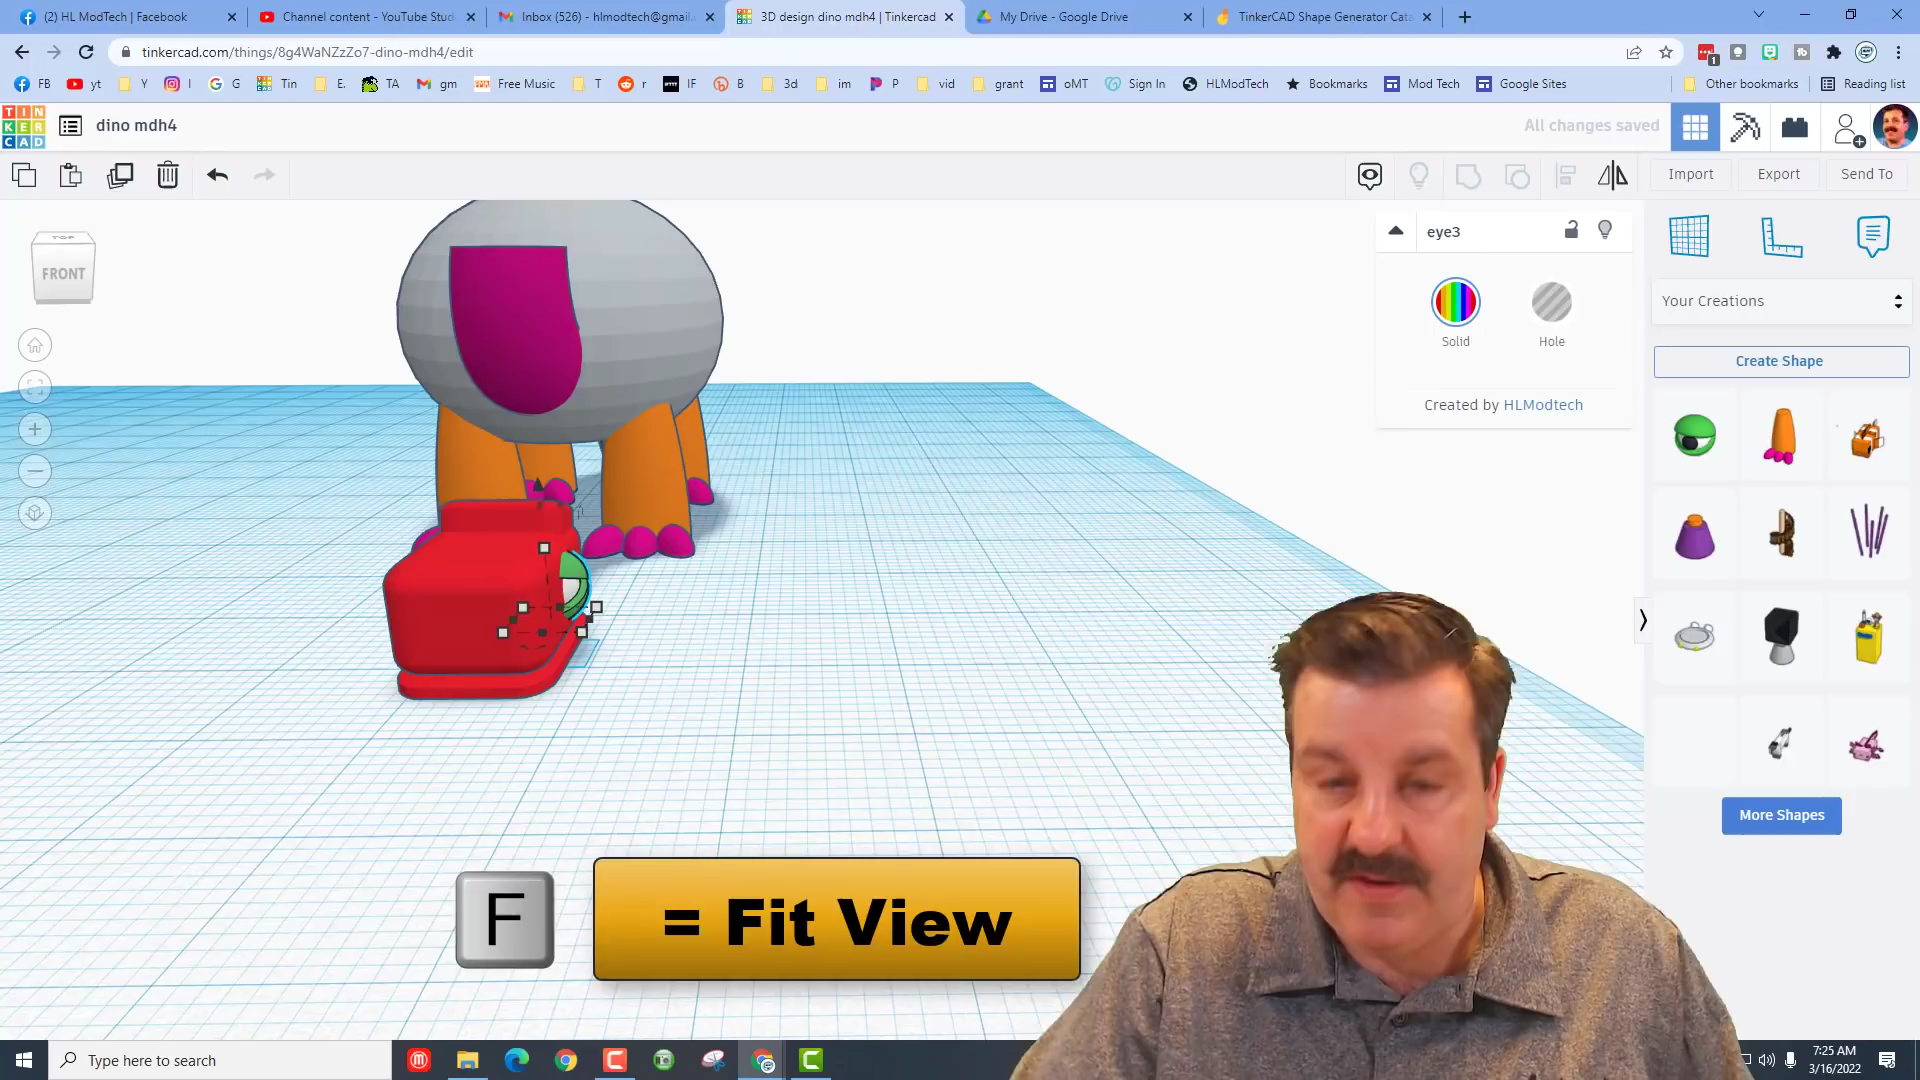 (2) HL ModTech | Facebook
Channel content - YouTube Stud
Inbox (526) - hlmodtech@gmail.
3D design dino mdh4 | Tinkercad
My Drive - Google Drive
TinkerCAD Shape Generator Cata
tinkercad.com/things/8g4WaNZzZo7-dino-mdh4/edit
1
FB
yt
Y
I
G
Tin
E.
TA
gm
Free Music
T
r
IF
B
3d
im
P
vid
grant
oMT
Sign In
HLModTech
Bookmarks
Mod Tech
Google Sites
Other bookmarks
Reading list
TIN
KER
CAD
dino mdh4
All changes saved
Import
Export
Send To
TOP
FRONT
eye3
Solid
Hole
Created by HLModtech
Your Creations
Create Shape
More Shapes
F
= Fit View
Type here to search
7:25 AM
3/16/2022